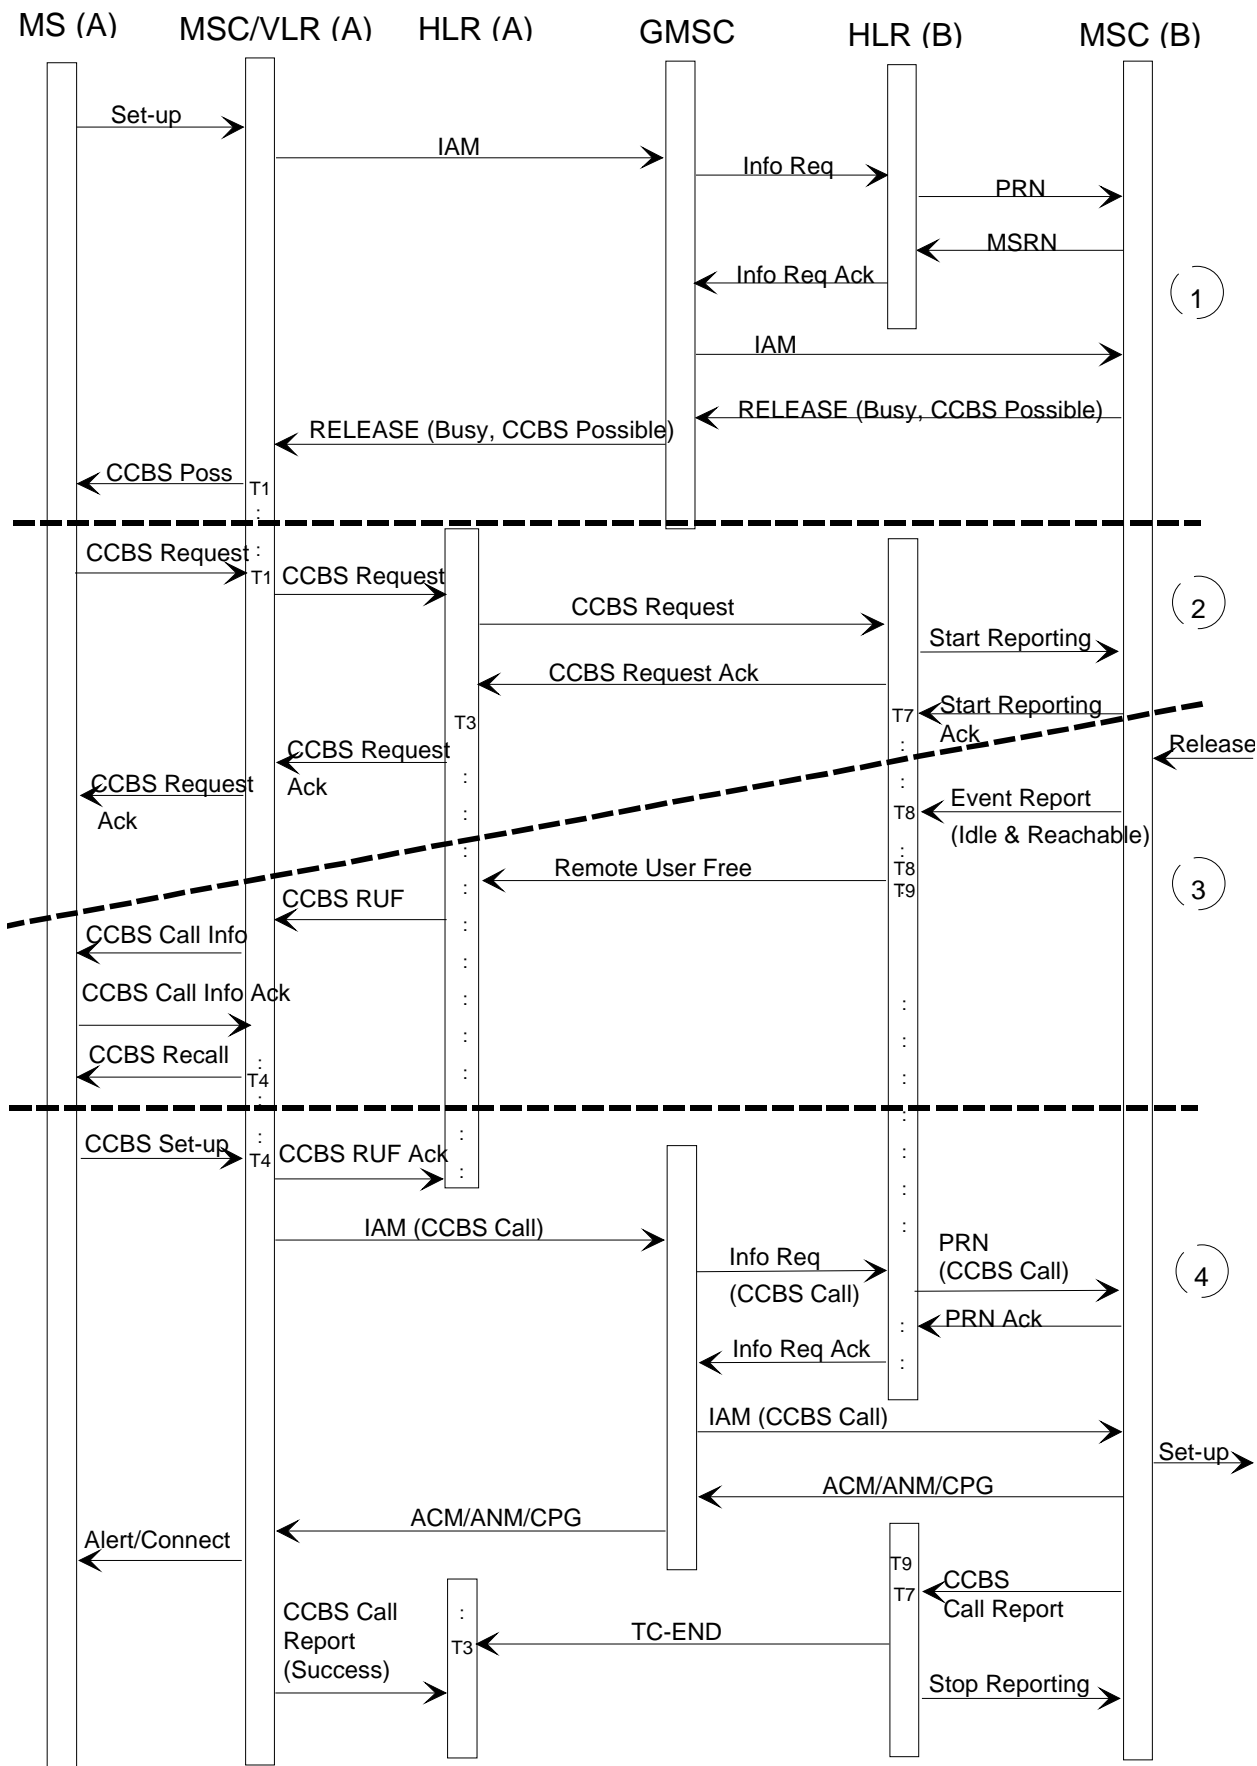 MS (A) MSC/VLR (A) HLR (A) GMSC HLR (B) MSC (B)
Set-up
IAM
Info Req
PRN
MSRN
Info Req Ack
1
IAM
RELEASE (Busy, CCBS Possible)
RELEASE (Busy, CCBS Possible)
CCBS Poss
T1
CCBS Request
T1
CCBS Request
CCBS Request
2
Start Reporting
CCBS Request Ack
T3
T7
Start Reporting
Ack
CCBS Request
Ack
Release
CCBS Request
Ack
T8
Event Report
(Idle & Reachable)
Remote User Free
T8
T9
3
CCBS RUF
CCBS Call Info
CCBS Call Info Ack
CCBS Recall
T4
CCBS Set-up
T4
CCBS RUF Ack
IAM (CCBS Call)
Info Req
(CCBS Call)
PRN
(CCBS Call)
4
PRN Ack
Info Req Ack
IAM (CCBS Call)
Set-up
ACM/ANM/CPG
ACM/ANM/CPG
Alert/Connect
T9
T7
CCBS
Call Report
CCBS Call
Report
(Success)
T3
TC-END
Stop Reporting